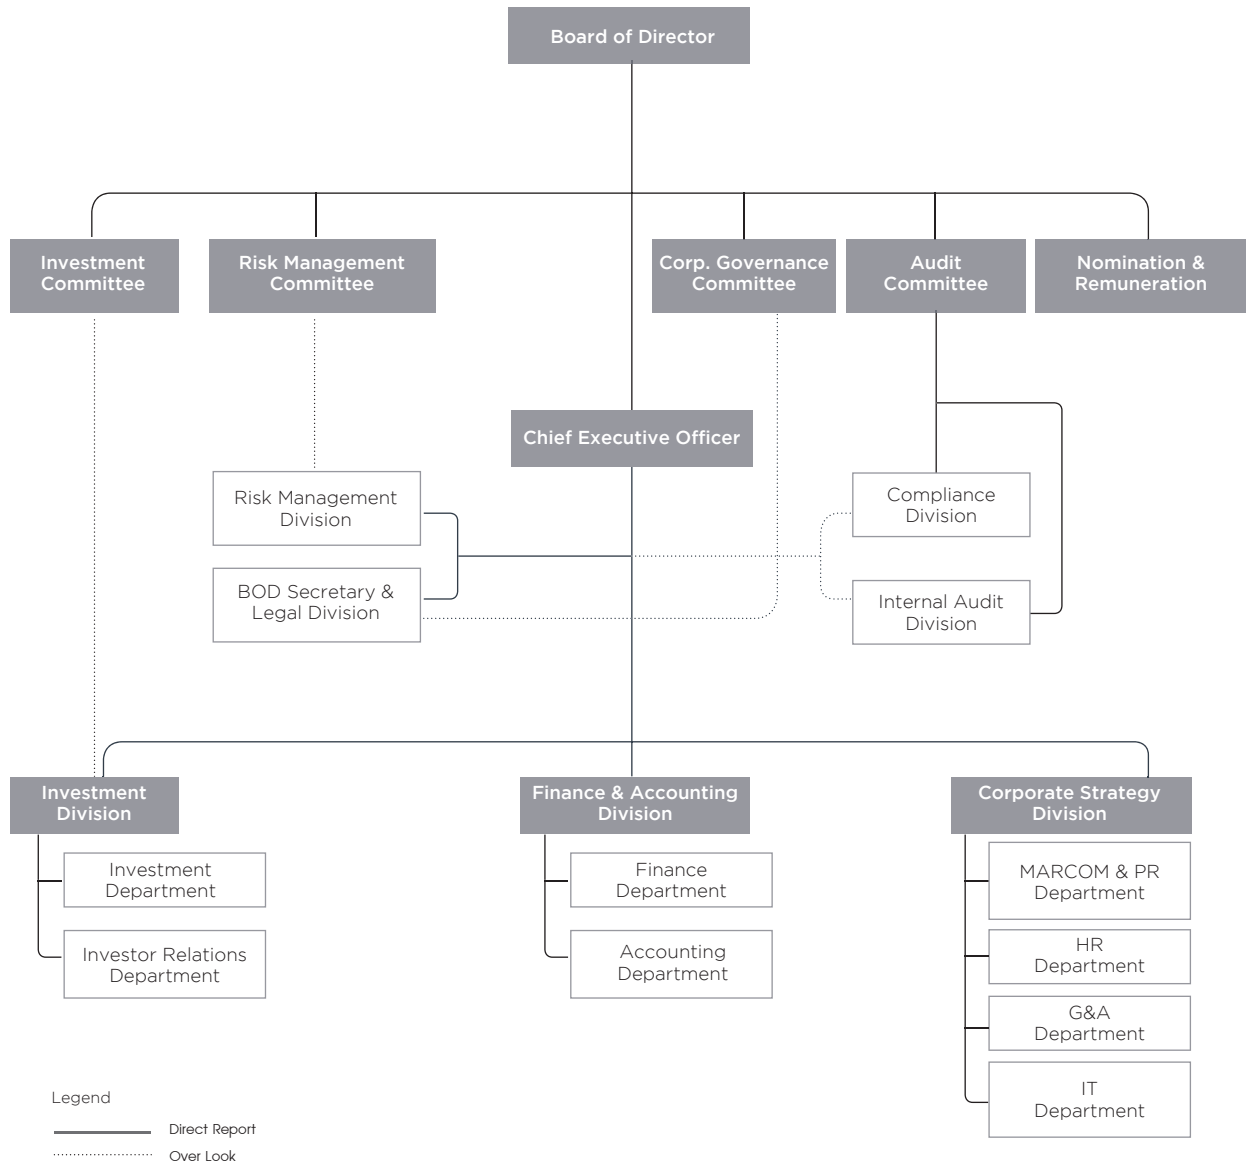 Board of Director
Investment
Committee
Risk Management
Committee
Corp. Governance
Committee
Audit
Committee
Nomination &
Remuneration
Chief Executive Officer
Risk Management
Division
BOD Secretary &
Legal Division
Compliance
Division
Internal Audit
Division
Investment
Division
Investment
Department
Investor Relations
Department
Finance & Accounting
Division
Finance
Department
Accounting
Department
Corporate Strategy
Division
MARCOM & PR
Department
HR
Department
G&A
Department
IT
Department
Legend
Direct Report
Over Look